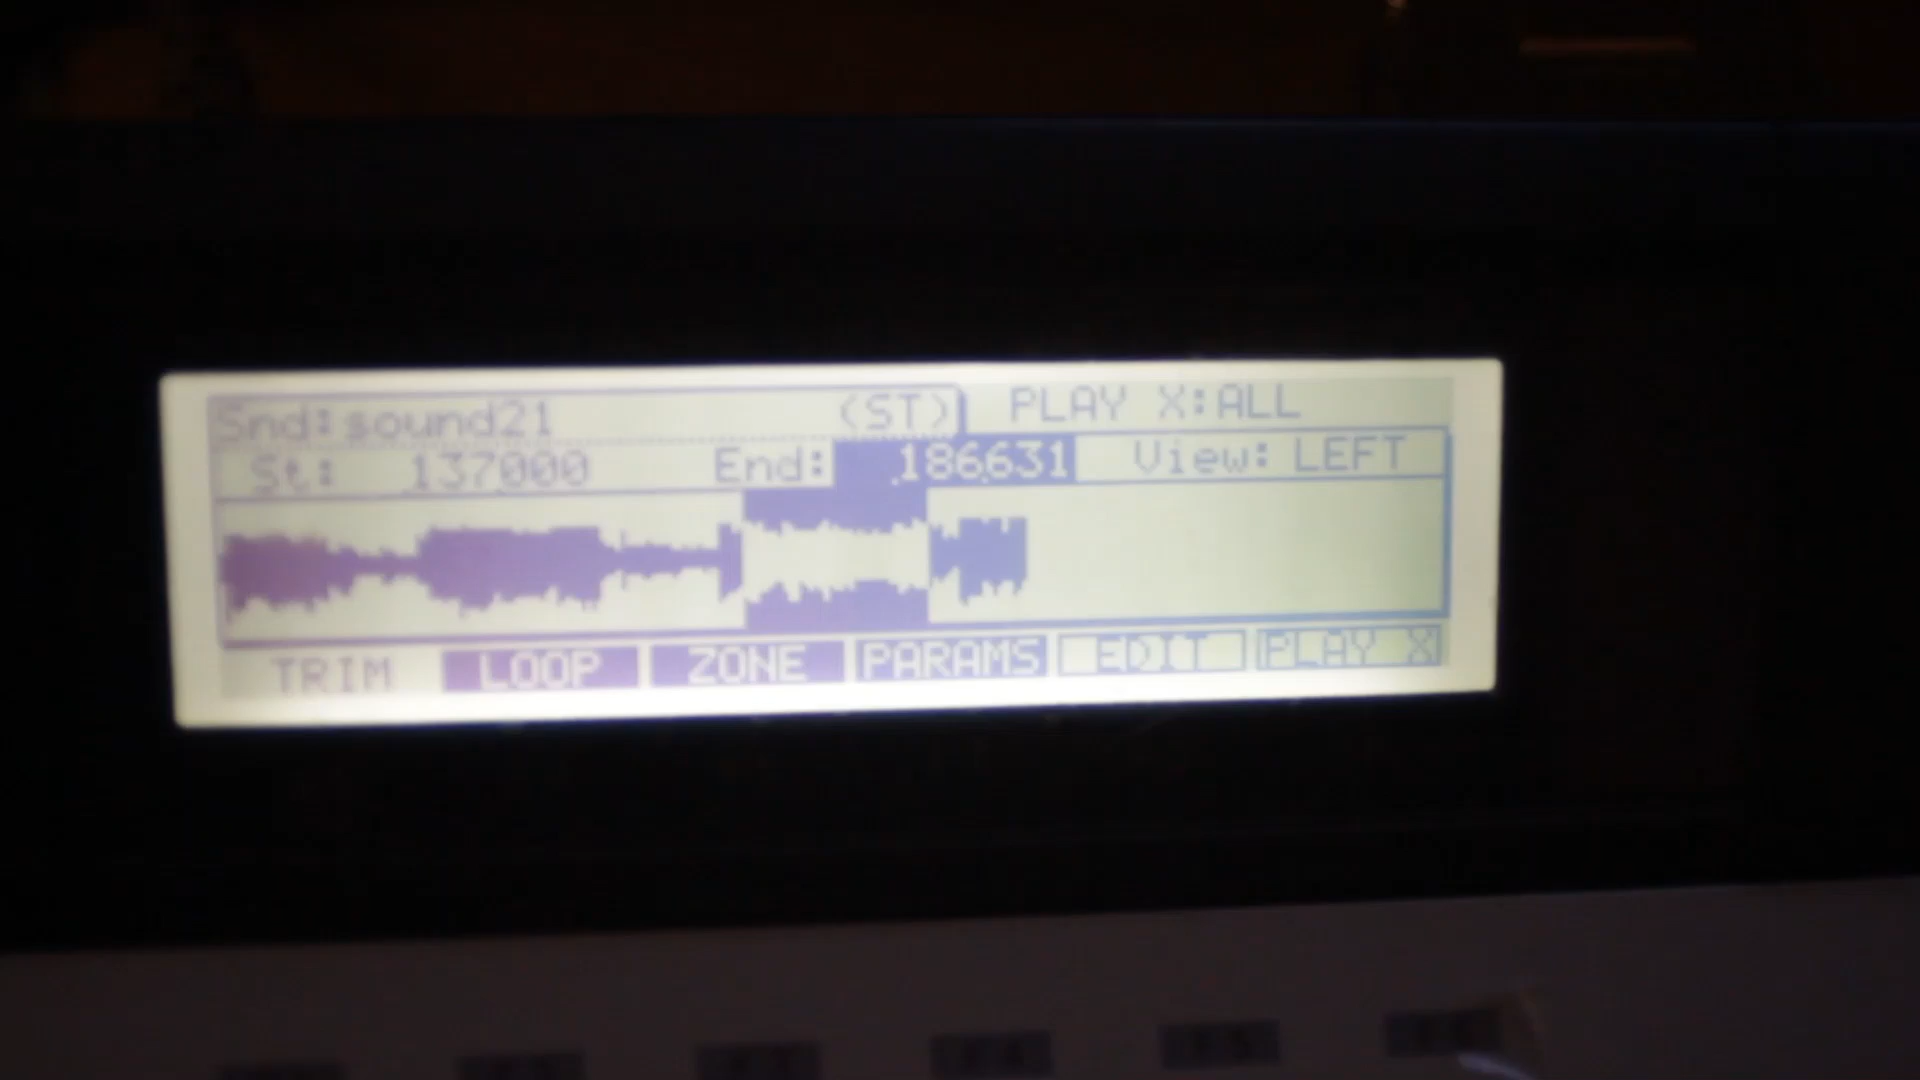 Snd:sound21 (ST) PLAY X:ALL
St: 137000 End: 186631 View: LEFT
TRIM LOOP ZONE PARAMS EDIT PLAY X